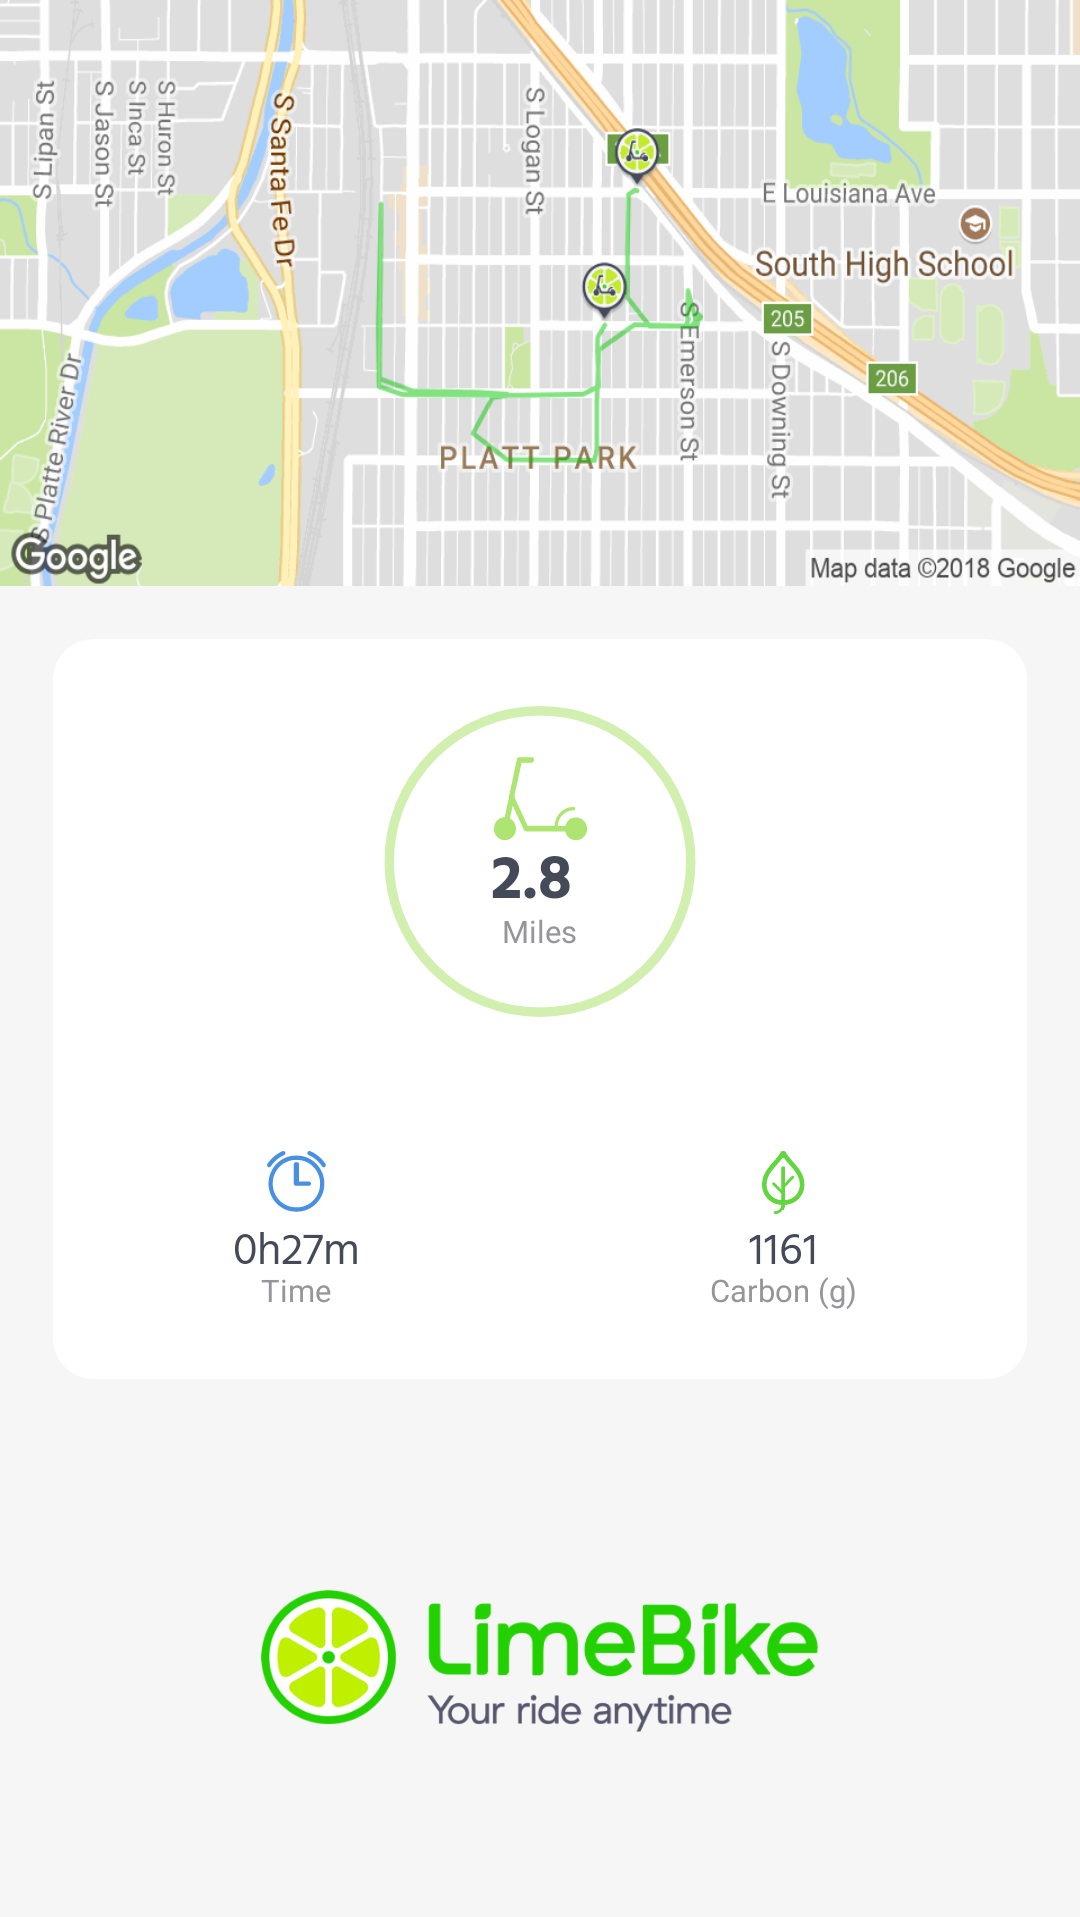 S Lipan St
S Jason St
S Inca St
S Huron St
S Santa Fe Dr
S Logan St
E Louisiana Ave
South High School
205
S Emerson St
S Downing St
206
S Platte River Dr
PLATT PARK
Google
Map data ©2018 Google
2.8
Miles
0h27m
Time
1161
Carbon (g)
LimeBike
Your ride anytime